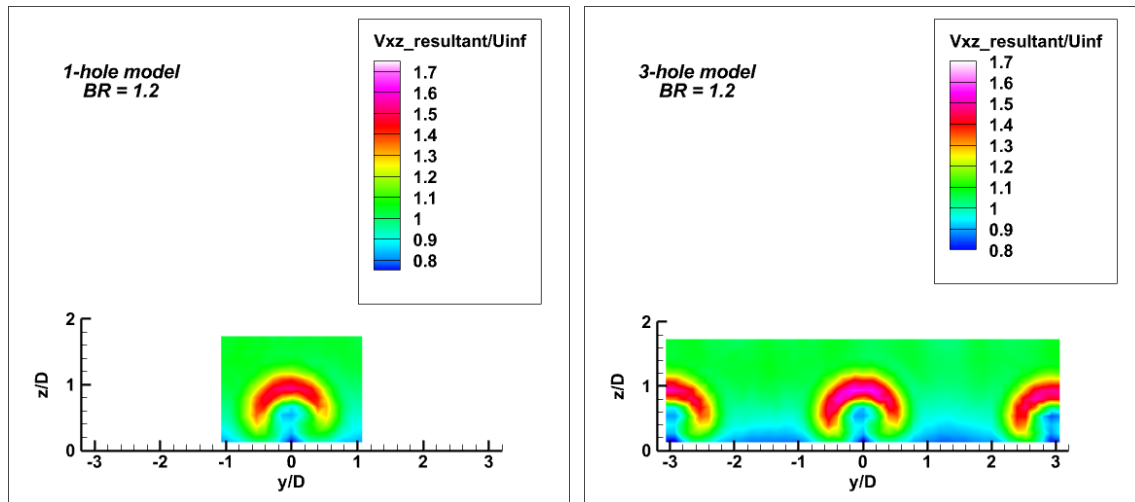 Vxz_resultant/Uinf
1.7
1.6
1.5
1.4
1.3
1.2
1.1
1
0.9
0.8
1-hole model
BR = 1.2
z/D
2
1
0
-3 -2 -1 0 1 2 3
y/D
Vxz_resultant/Uinf
1.7
1.6
1.5
1.4
1.3
1.2
1.1
1
0.9
0.8
3-hole model
BR = 1.2
z/D
2
1
0
-3 -2 -1 0 1 2 3
y/D